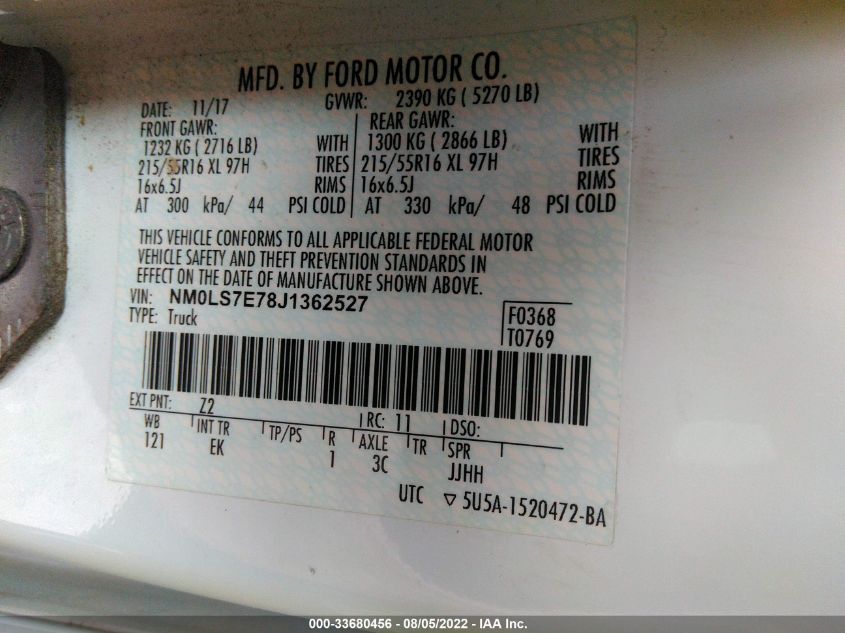 MFD. BY FORD MOTOR CO.
DATE: 11/17 GVWR: 2390 KG ( 5270 LB)
FRONT GAWR: REAR GAWR:
1232 KG ( 2716 LB) WITH 1300 KG ( 2866 LB) WITH
215/55R16 XL 97H TIRES 215/55R16 XL 97H TIRES
16x6.5J RIMS 16x6.5J RIMS
AT 300 kPa/ 44 PSI COLD AT 330 kPa/ 48 PSI COLD
THIS VEHICLE CONFORMS TO ALL APPLICABLE FEDERAL MOTOR
VEHICLE SAFETY AND THEFT PREVENTION STANDARDS IN
EFFECT ON THE DATE OF MANUFACTURE SHOWN ABOVE.
VIN: NM0LS7E78J1362527
TYPE: Truck
F0368
T0769
EXT PNT: Z2 RC: 11 DSO:
WB INT TR TP/PS R AXLE TR SPR
121 EK 1 3C JJHH
UTC ▽ 5U5A-1520472-BA
000-33680456 - 08/05/2022 - IAA Inc.